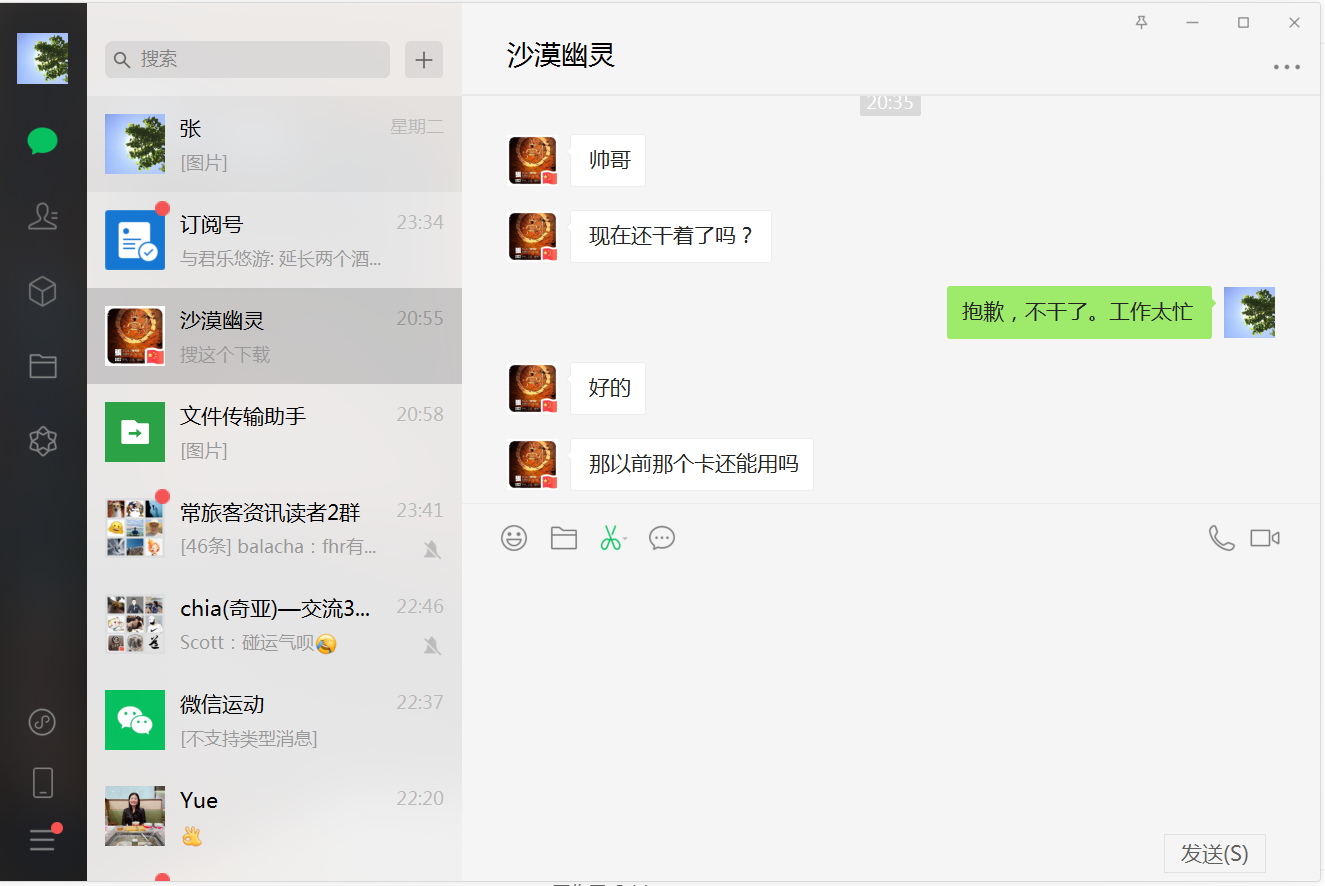 搜索
张
星期二
[图片]
订阅号
23:34
与君乐悠游: 延长两个酒...
沙漠幽灵
20:55
搜这个下载
文件传输助手
20:58
[图片]
常旅客资讯读者2群
23:41
[46条] balacha：fhr有...
chia(奇亚)—交流3...
22:46
Scott：碰运气呗
微信运动
22:37
[不支持类型消息]
Yue
22:20
沙漠幽灵
20:35
帅哥
现在还干着了吗？
抱歉，不干了。工作太忙
好的
那以前那个卡还能用吗
发送(S)